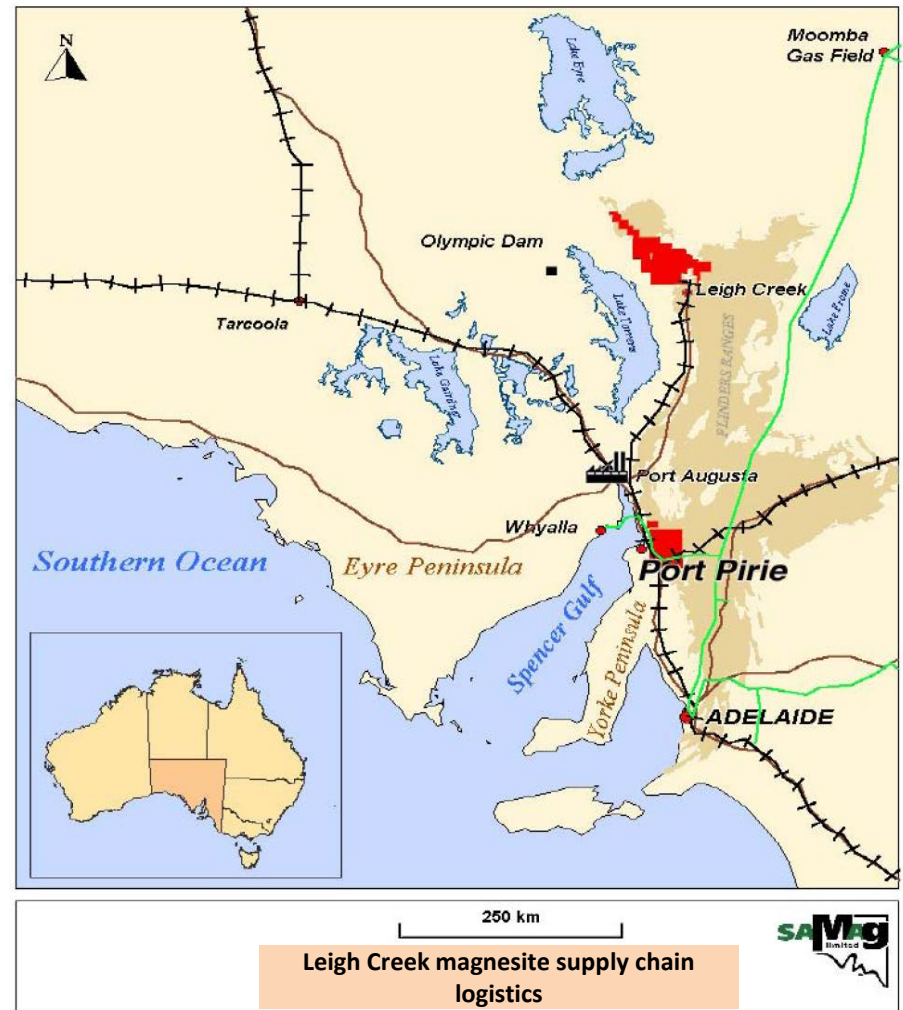 N
Moomba
Gas Field
Lake Eyre
Olympic Dam
Leigh Creek
Tarcoola
Lake Torrens
Lake Frome
Lake Gairdner
FLINDERS RANGES
Port Augusta
Whyalla
Port Pirie
Southern Ocean
Eyre Peninsula
Spencer Gulf
Yorke Peninsula
ADELAIDE
250 km
SAMAG
limited
Leigh Creek magnesite supply chain
logistics